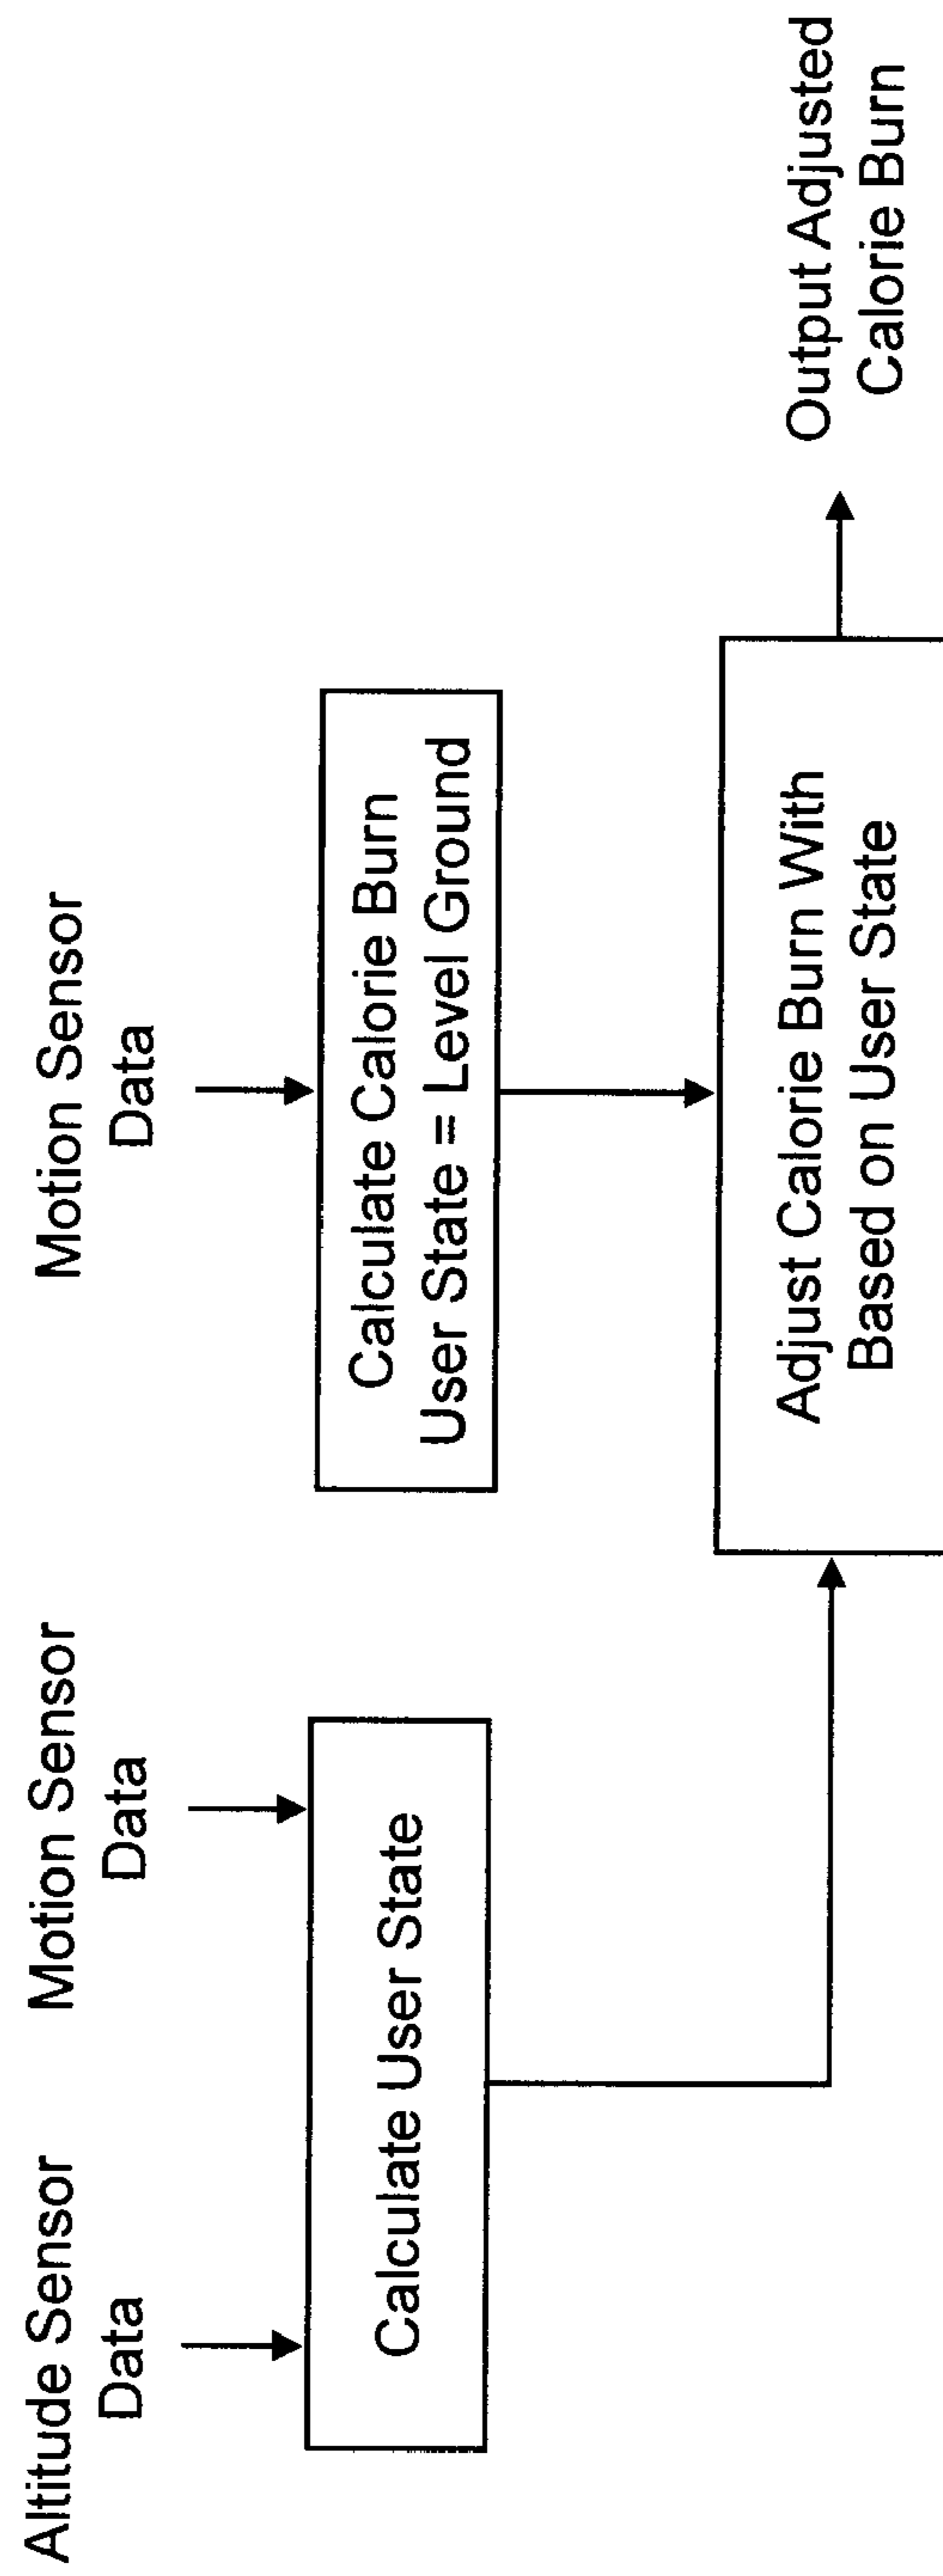 Altitude Sensor
Data
Motion Sensor
Data
Motion Sensor
Data
Calculate User State
Calculate Calorie Burn
User State = Level Ground
Adjust Calorie Burn With
Based on User State
Output Adjusted
Calorie Burn